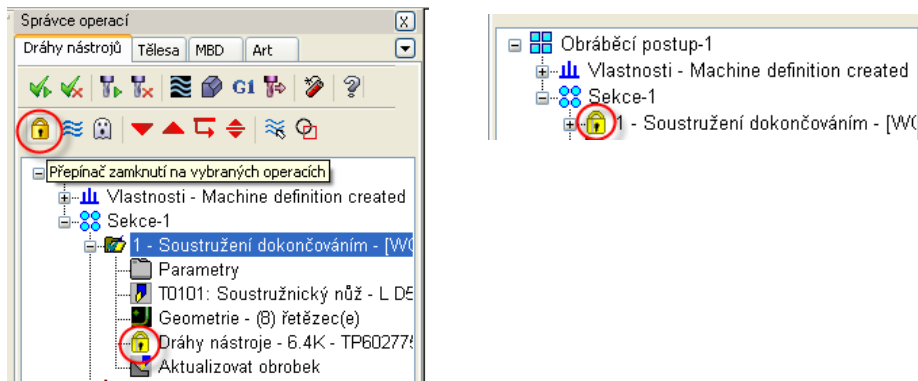 Správce operací
Dráhy nástrojů Tělesa MBD Art
G1
Přepínač zamknutí na vybraných operacích
Vlastnosti - Machine definition created
Sekce-1
1 - Soustružení dokončováním - [WC
Parametry
T0101: Soustružnický nůž - L D5
Geometrie - (8) řetězec(e)
Dráhy nástroje - 6.4K - TP602775
Aktualizovat obrobek
Obráběcí postup-1
Vlastnosti - Machine definition created
Sekce-1
1 - Soustružení dokončováním - [WC